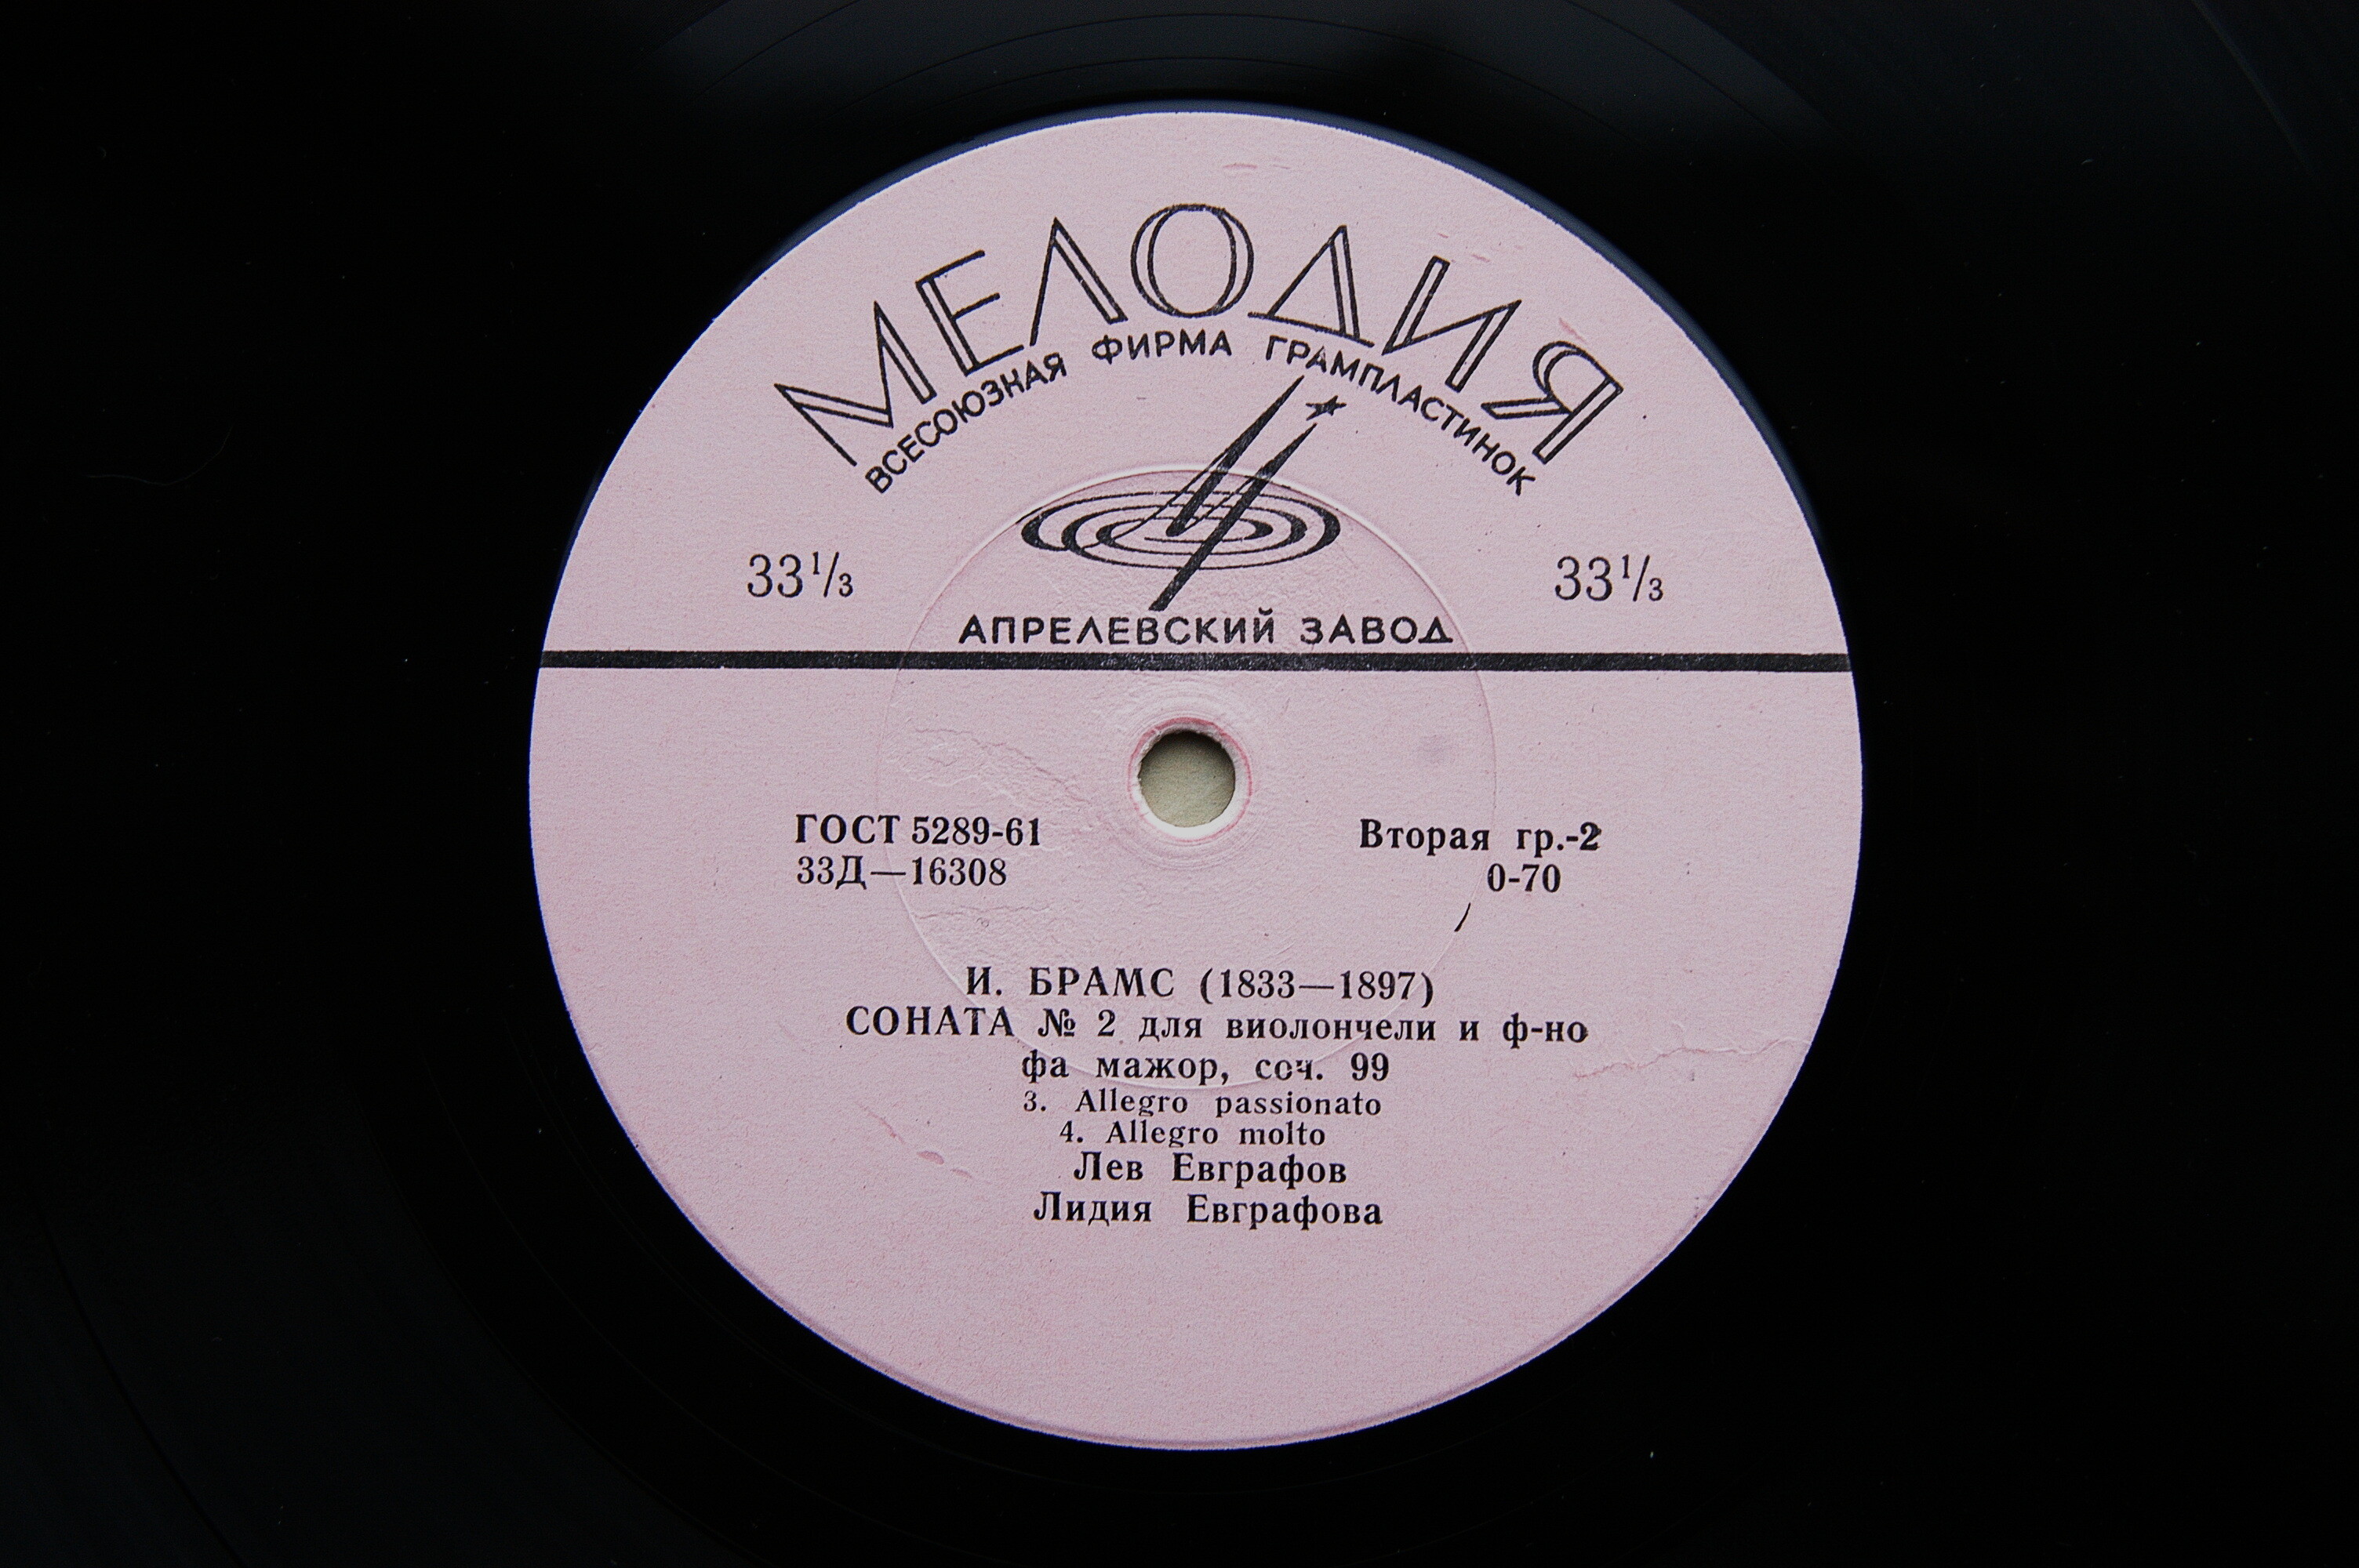 МЕЛОДИЯ
ВСЕСОЮЗНАЯ ФИРМА ГРАМПЛАСТИНОК
33⅓ 33⅓
АПРЕЛЕВСКИЙ ЗАВОД
ГОСТ 5289-61 Вторая гр.-2
33Д—16308 0-70
И. БРАМС (1833—1897)
СОНАТА № 2 для виолончели и ф-но
фа мажор, соч. 99
3. Allegro passionato
4. Allegro molto
Лев Евграфов
Лидия Евграфова